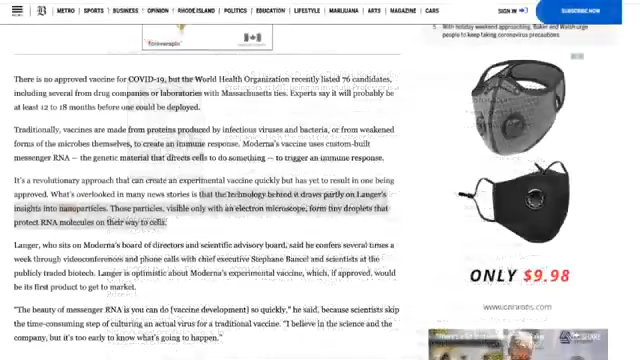 METRO SPORTS BUSINESS OPINION RHODE ISLAND POLITICS EDUCATION LIFESTYLE MARIJUANA ARTS MAGAZINE CARS SIGN IN SUBSCRIBE NOW
MENU
5 With holiday weekend approaching, Baker and Walsh urge
people to keep taking coronavirus precautions
There is no approved vaccine for COVID-19, but the World Health Organization recently listed 76 candidates,
including several from drug companies or laboratories with Massachusetts ties. Experts say it will probably be
at least 12 to 18 months before one could be deployed.
Traditionally, vaccines are made from proteins produced by infectious viruses and bacteria, or from weakened
forms of the microbes themselves, to create an immune response. Moderna's vaccine uses custom-built
messenger RNA — the genetic material that directs cells to do something — to trigger an immune response.
It's a revolutionary approach that can create an experimental vaccine quickly but has yet to result in one being
approved. What's overlooked in many news stories is that the technology behind it draws partly on Langer's
insights into nanoparticles. Those particles, visible only with an electron microscope, form tiny droplets that
protect RNA molecules on their way to cells.
Langer, who sits on Moderna's board of directors and scientific advisory board, said he confers several times a
week through videoconferences and phone calls with chief executive Stephane Bancel and scientists at the
publicly traded biotech. Langer is optimistic about Moderna's experimental vaccine, which, if approved, would
be its first product to get to market.
"The beauty of messenger RNA is you can do [vaccine development] so quickly," he said, because scientists skip
the time-consuming step of culturing an actual virus for a traditional vaccine. "I believe in the science and the
company, but it's too early to know what's going to happen."
ONLY $9.98
SHARE